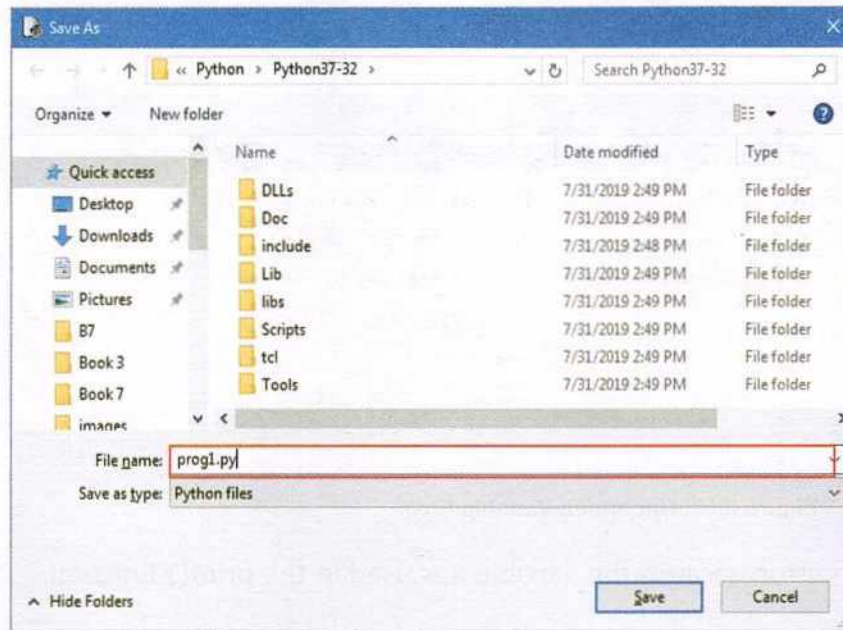 Save As
« Python › Python37-32 ›
Search Python37-32
Organize
New folder
Name
Date modified
Type
Quick access
Desktop
Downloads
Documents
Pictures
B7
Book 3
Book 7
images
DLLs 7/31/2019 2:49 PM File folder
Doc 7/31/2019 2:49 PM File folder
include 7/31/2019 2:48 PM File folder
Lib 7/31/2019 2:49 PM File folder
libs 7/31/2019 2:49 PM File folder
Scripts 7/31/2019 2:49 PM File folder
tcl 7/31/2019 2:49 PM File folder
Tools 7/31/2019 2:49 PM File folder
File name: prog1.py
Save as type: Python files
Hide Folders
Save
Cancel